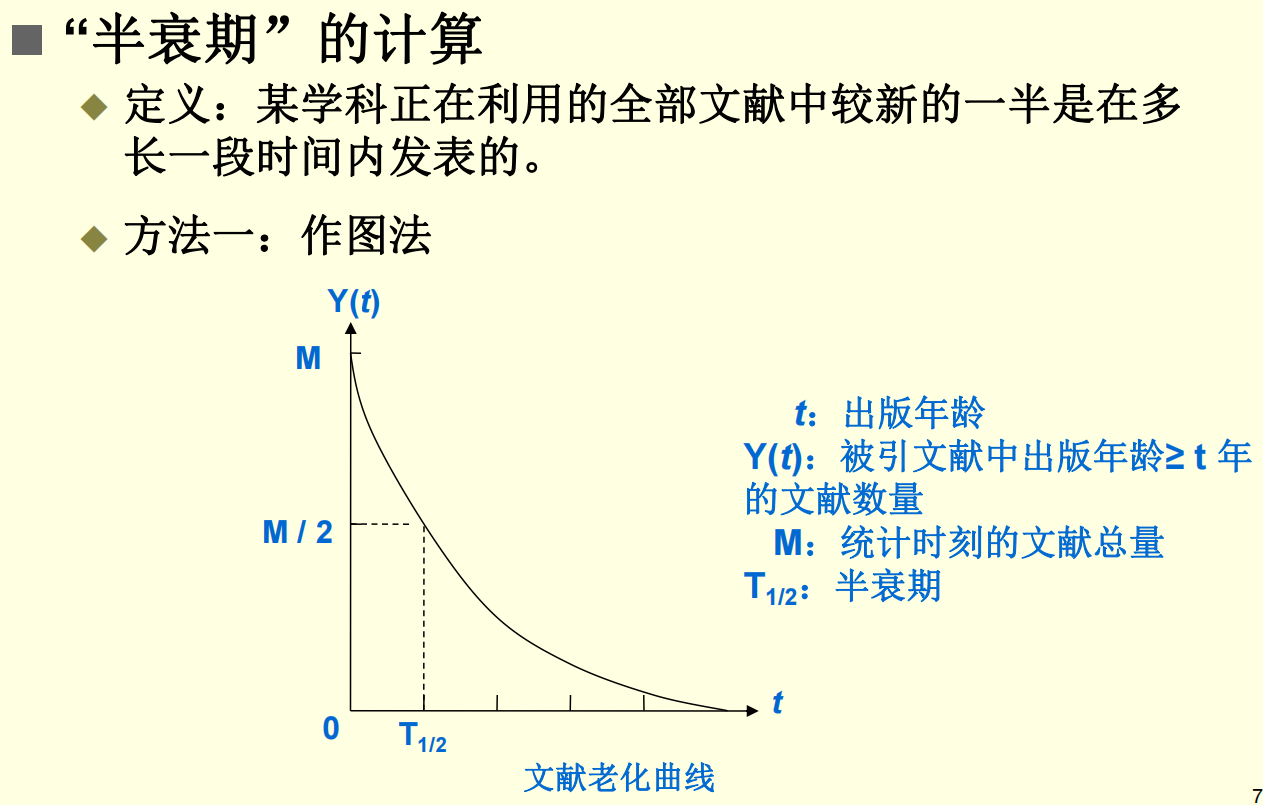 “半衰期”的计算
定义：某学科正在利用的全部文献中较新的一半是在多
长一段时间内发表的。
方法一：作图法
Y(t)
M
M / 2
0
T1/2
t
文献老化曲线
t：出版年龄
Y(t)：被引文献中出版年龄≥ t 年
的文献数量
M：统计时刻的文献总量
T1/2：半衰期
7